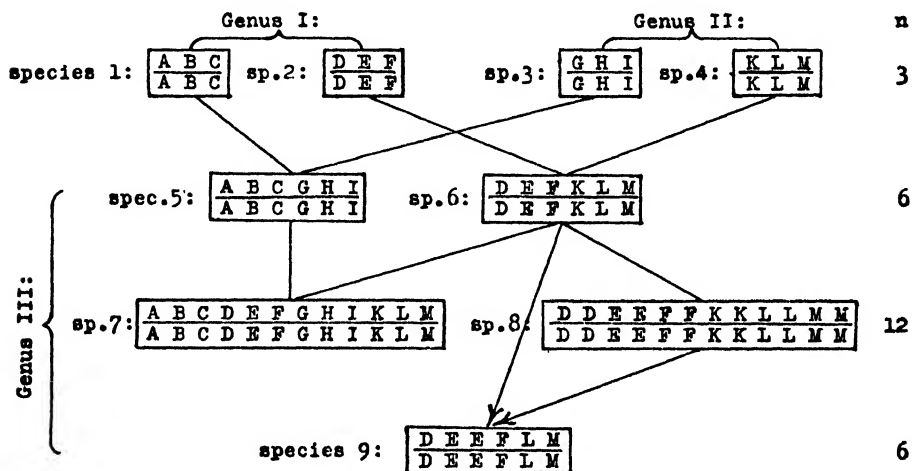 Genus I: Genus II: n
species 1: A B C sp.2: D E F sp.3: G H I sp.4: K L M 3
A B C D E F G H I K L M
spec.5: A B C G H I sp.6: D E F K L M 6
A B C G H I D E F K L M
Genus III:
sp.7: A B C D E F G H I K L M sp.8: D D E E F F K K L L M M 12
A B C D E F G H I K L M D D E E F F K K L L M M
species 9: D E E F L M 6
D E E F L M